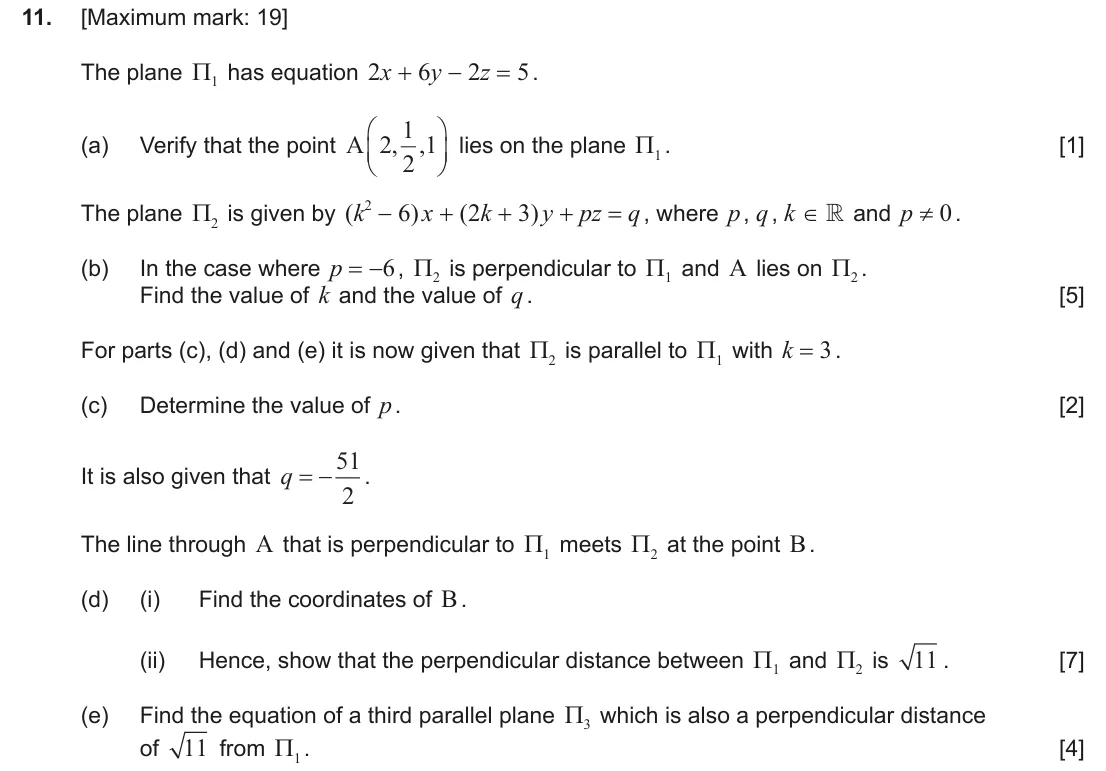 11. [Maximum mark: 19]
The plane Π₁ has equation 2x + 6y − 2z = 5.
(a) Verify that the point A(2, 1/2, 1) lies on the plane Π₁. [1]
The plane Π₂ is given by (k² − 6)x + (2k + 3)y + pz = q, where p, q, k ∈ ℝ and p ≠ 0.
(b) In the case where p = −6, Π₂ is perpendicular to Π₁ and A lies on Π₂.
Find the value of k and the value of q. [5]
For parts (c), (d) and (e) it is now given that Π₂ is parallel to Π₁ with k = 3.
(c) Determine the value of p. [2]
It is also given that q = −51/2.
The line through A that is perpendicular to Π₁ meets Π₂ at the point B.
(d) (i) Find the coordinates of B.
(ii) Hence, show that the perpendicular distance between Π₁ and Π₂ is √11. [7]
(e) Find the equation of a third parallel plane Π₃ which is also a perpendicular distance
of √11 from Π₁. [4]